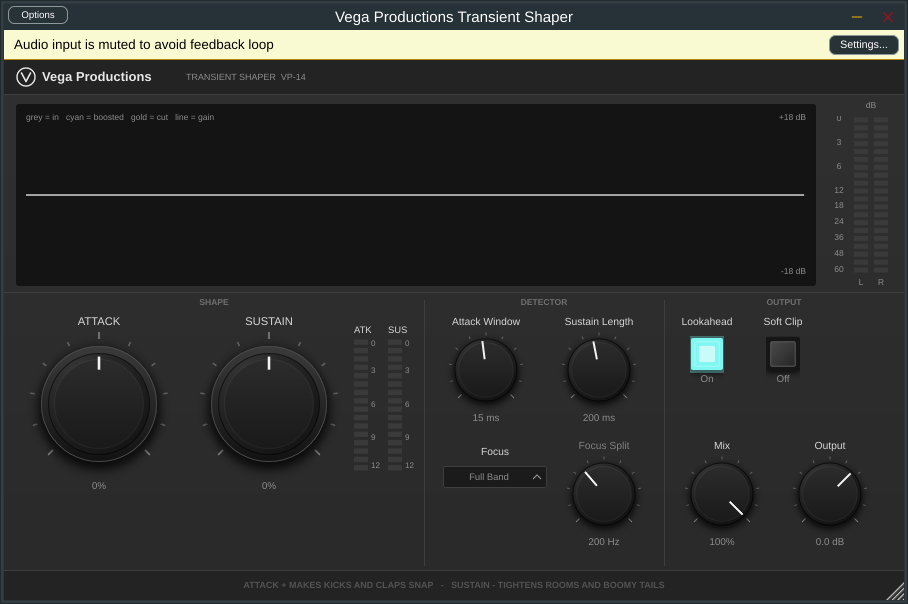 Options
Vega Productions Transient Shaper
Audio input is muted to avoid feedback loop
Settings...
Vega Productions
TRANSIENT SHAPER VP-14
grey = in cyan = boosted gold = cut line = gain
+18 dB
-18 dB
dB
0
3
6
12
18
24
36
48
60
L R
SHAPE
ATTACK
SUSTAIN
0%
0%
ATK SUS
0 0
3 3
6 6
9 9
12 12
DETECTOR
Attack Window
Sustain Length
15 ms
200 ms
Focus
Full Band
Focus Split
200 Hz
OUTPUT
Lookahead
Soft Clip
On
Off
Mix
Output
100%
0.0 dB
ATTACK + MAKES KICKS AND CLAPS SNAP - SUSTAIN - TIGHTENS ROOMS AND BOOMY TAILS